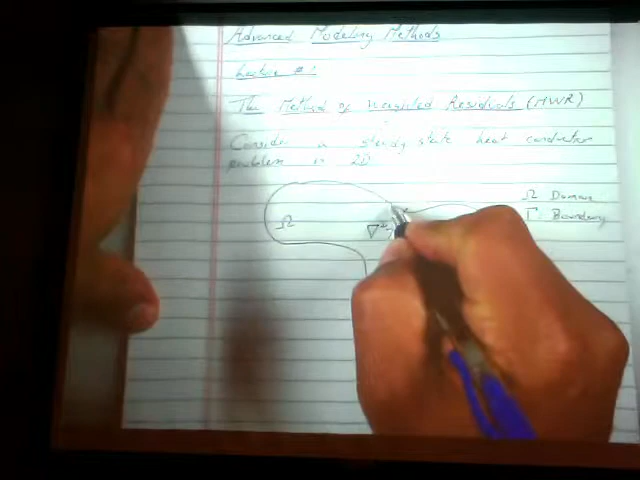 Advanced Modeling Methods
Lecture # 1
The Method of Weighted Residuals (MWR)
Consider a steady state heat conduction
problem in 2D
Ω Domain
Γ Boundary
Ω
∇²